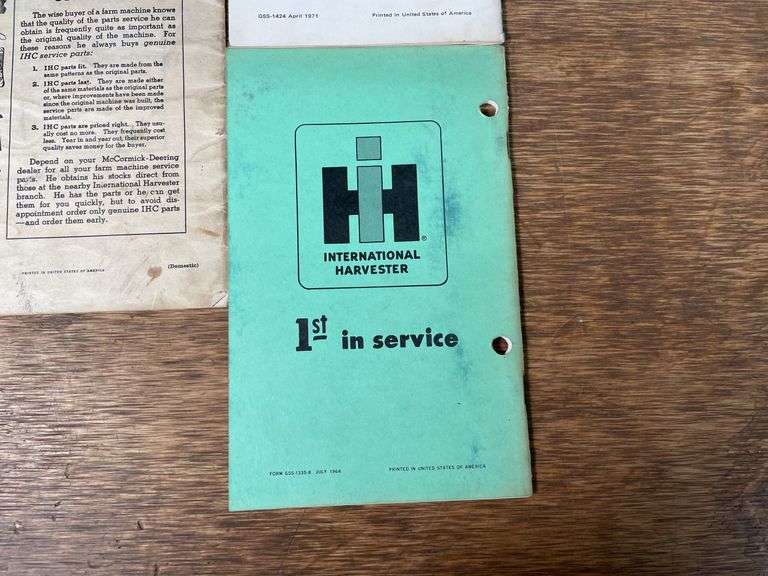 The wise buyer of a farm machine knows
that the quality of the parts service he can
obtain is frequently quite as important as
the original quality of the machine. For
these reasons he always buys genuine
IHC service parts:
1. IHC parts fit. They are made from the
same patterns as the original parts.
2. IHC parts last. They are made either
of the same materials as the original parts
or, where improvements have been made
since the original machine was built, the
service parts are made of the improved
materials.
3. IHC parts are priced right. They usu-
ally cost no more. They frequently cost
less. Year in and year out; their superior
quality saves money for the buyer.
Depend on your McCormick-Deering
dealer for all your farm machine service
parts. He obtains his stocks direct from
those at the nearby International Harvester
branch. He has the parts or he can get
them for you quickly, but to avoid dis-
appointment order only genuine IHC parts
—and order them early.
PRINTED IN UNITED STATES OF AMERICA
(Domestic)
GSS-1424 April 1971
Printed in United States of America
IH
®
INTERNATIONAL
HARVESTER
1st in service
FORM GSS-1330-R JULY 1964
PRINTED IN UNITED STATES OF AMERICA